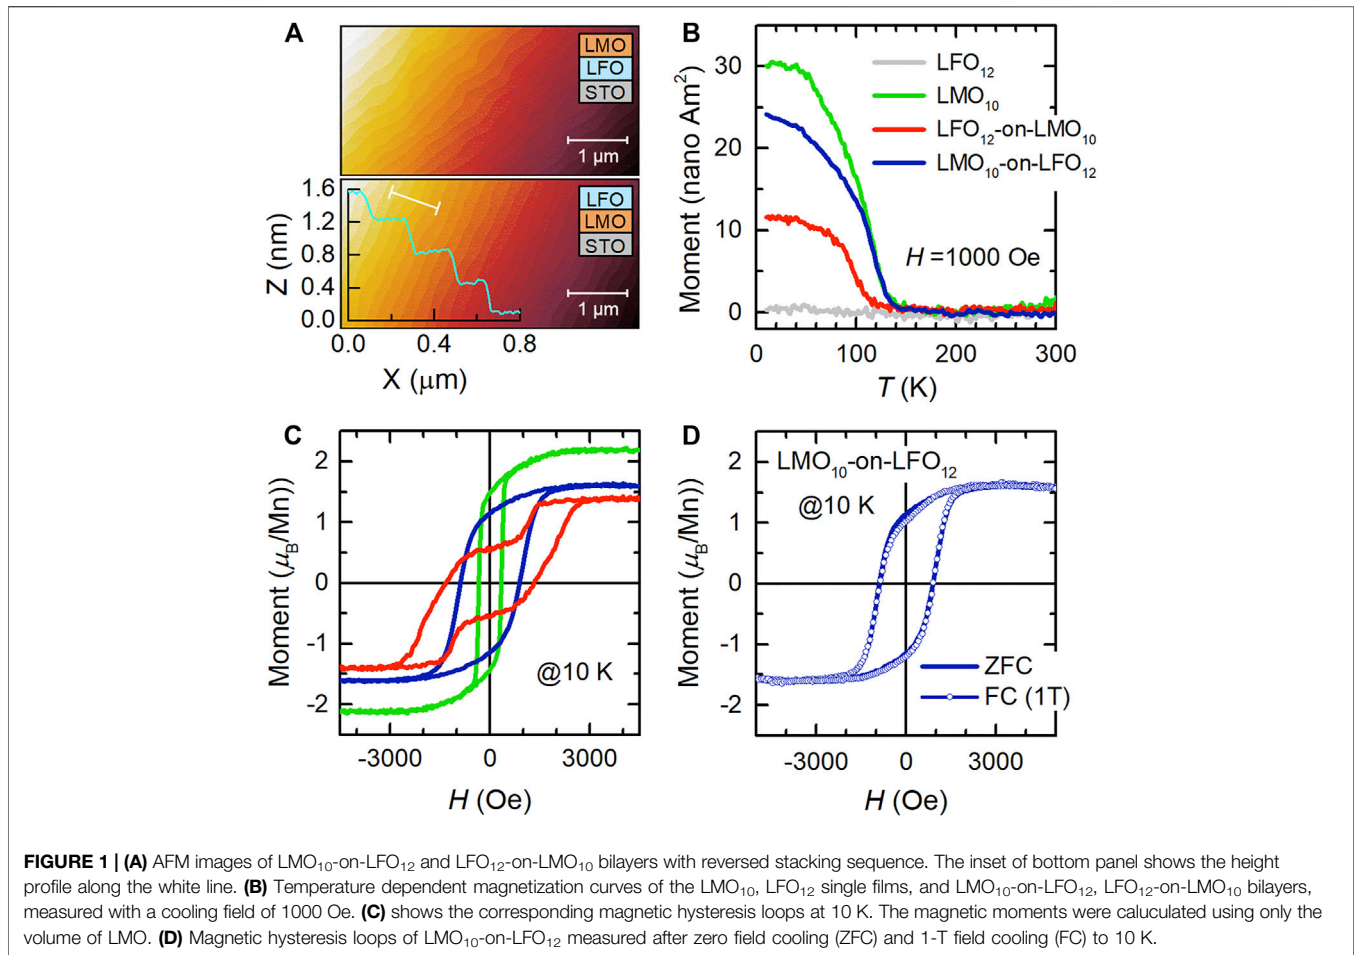 A
LMO
LFO
STO
1 µm
LFO
LMO
STO
1 µm
Z (nm)
1.6
1.2
0.8
0.4
0.0
0.0 0.4 0.8
X (µm)
B
Moment (nano Am²)
30
20
10
0
LFO₁₂
LMO₁₀
LFO₁₂-on-LMO₁₀
LMO₁₀-on-LFO₁₂
H =1000 Oe
0 100 200 300
T (K)
C
Moment (µB/Mn))
2
1
0
-1
-2
@10 K
-3000 0 3000
H (Oe)
D
Moment (µB/Mn))
2
1
0
-1
-2
LMO₁₀-on-LFO₁₂
@10 K
ZFC
FC (1T)
-3000 0 3000
H (Oe)
FIGURE 1 | (A) AFM images of LMO₁₀-on-LFO₁₂ and LFO₁₂-on-LMO₁₀ bilayers with reversed stacking sequence. The inset of bottom panel shows the height
profile along the white line. (B) Temperature dependent magnetization curves of the LMO₁₀, LFO₁₂ single films, and LMO₁₀-on-LFO₁₂, LFO₁₂-on-LMO₁₀ bilayers,
measured with a cooling field of 1000 Oe. (C) shows the corresponding magnetic hysteresis loops at 10 K. The magnetic moments were caluculated using only the
volume of LMO. (D) Magnetic hysteresis loops of LMO₁₀-on-LFO₁₂ measured after zero field cooling (ZFC) and 1-T field cooling (FC) to 10 K.